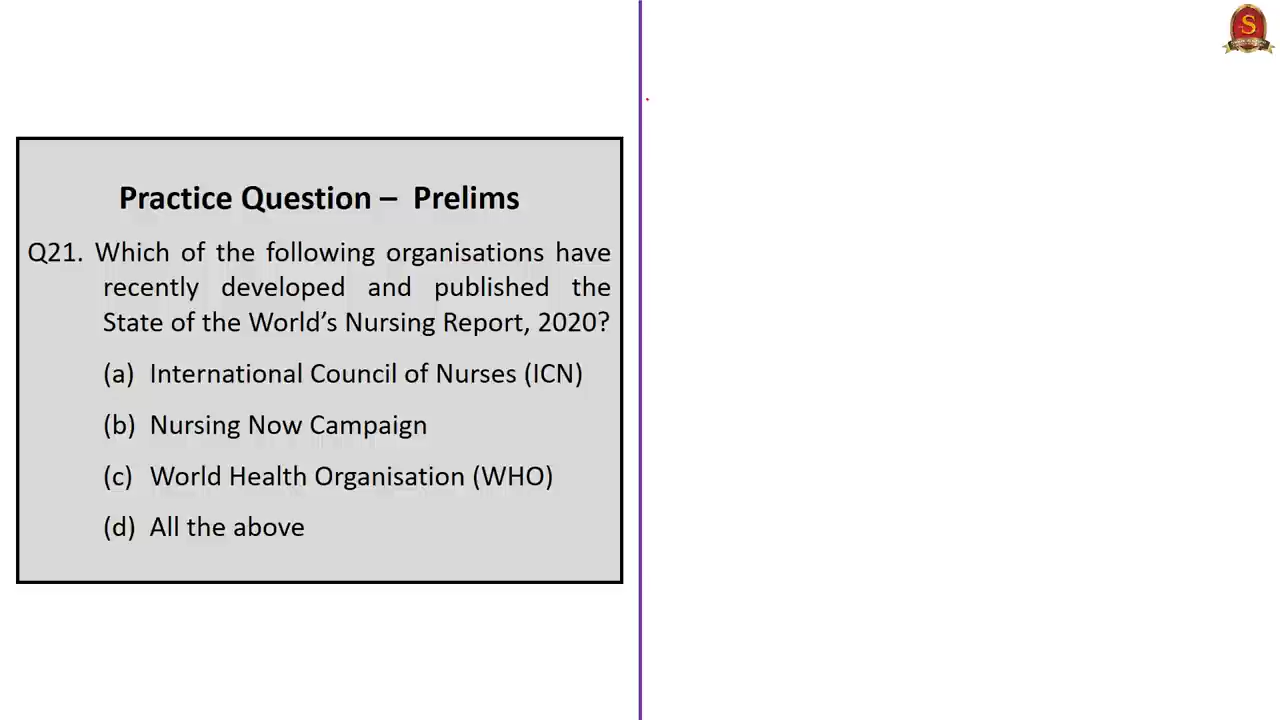 S
Practice Question – Prelims
Q21. Which of the following organisations have
recently developed and published the
State of the World’s Nursing Report, 2020?
(a) International Council of Nurses (ICN)
(b) Nursing Now Campaign
(c) World Health Organisation (WHO)
(d) All the above